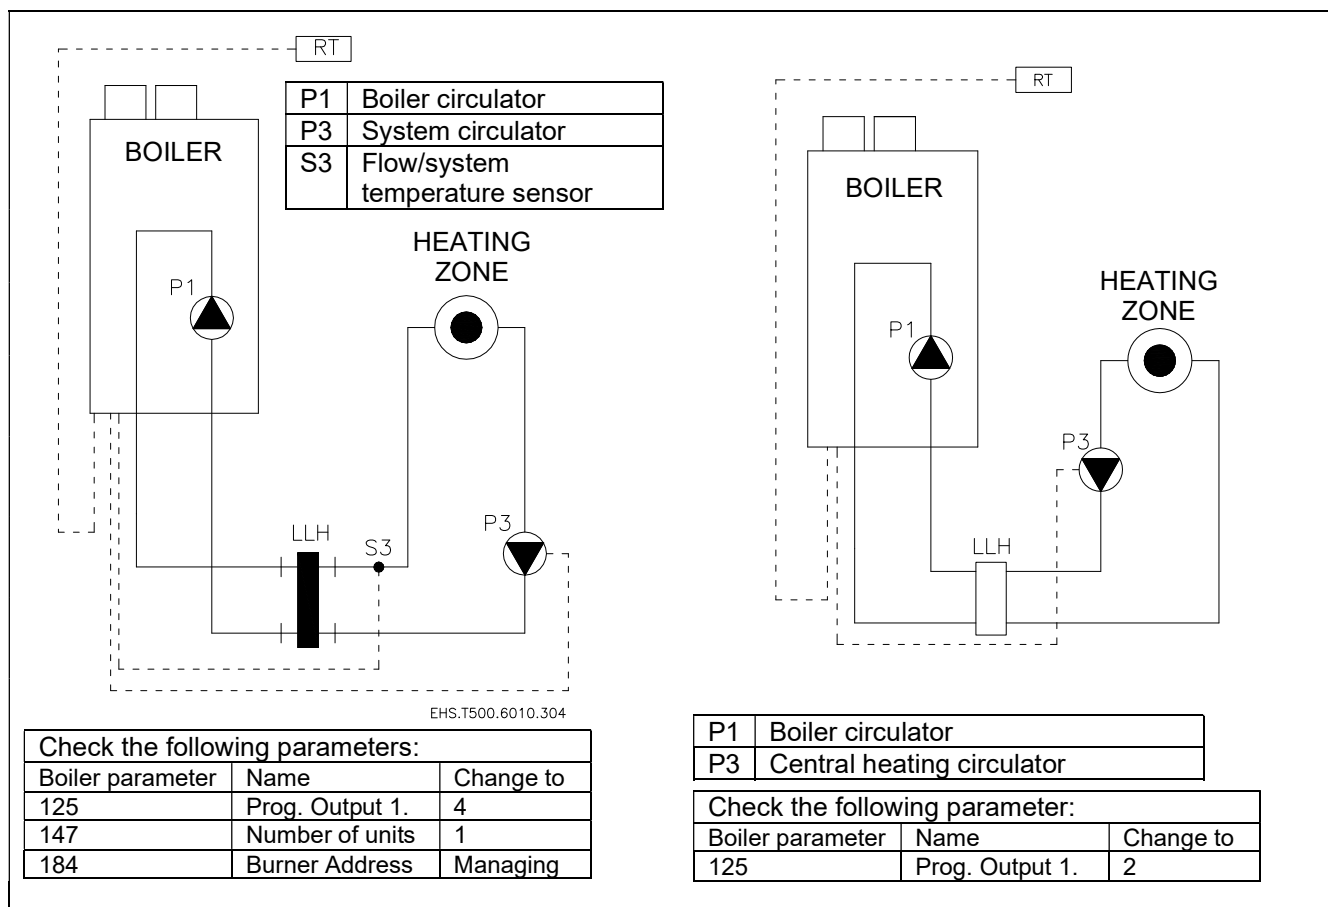 RT
P1 Boiler circulator
P3 System circulator
S3 Flow/system
temperature sensor
BOILER
HEATING
ZONE
P1
LLH
S3
P3
EHS.T500.6010.304
Check the following parameters:
Boiler parameter Name Change to
125 Prog. Output 1. 4
147 Number of units 1
184 Burner Address Managing
RT
BOILER
HEATING
ZONE
P1
P3
LLH
P1 Boiler circulator
P3 Central heating circulator
Check the following parameter:
Boiler parameter Name Change to
125 Prog. Output 1. 2